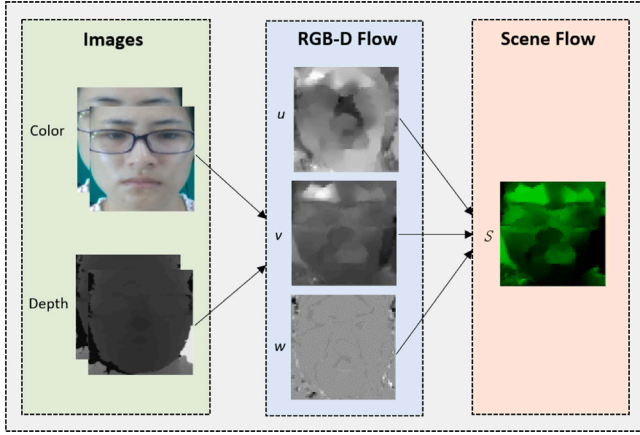 Images
RGB-D Flow
Scene Flow
Color
Depth
u
v
w
S